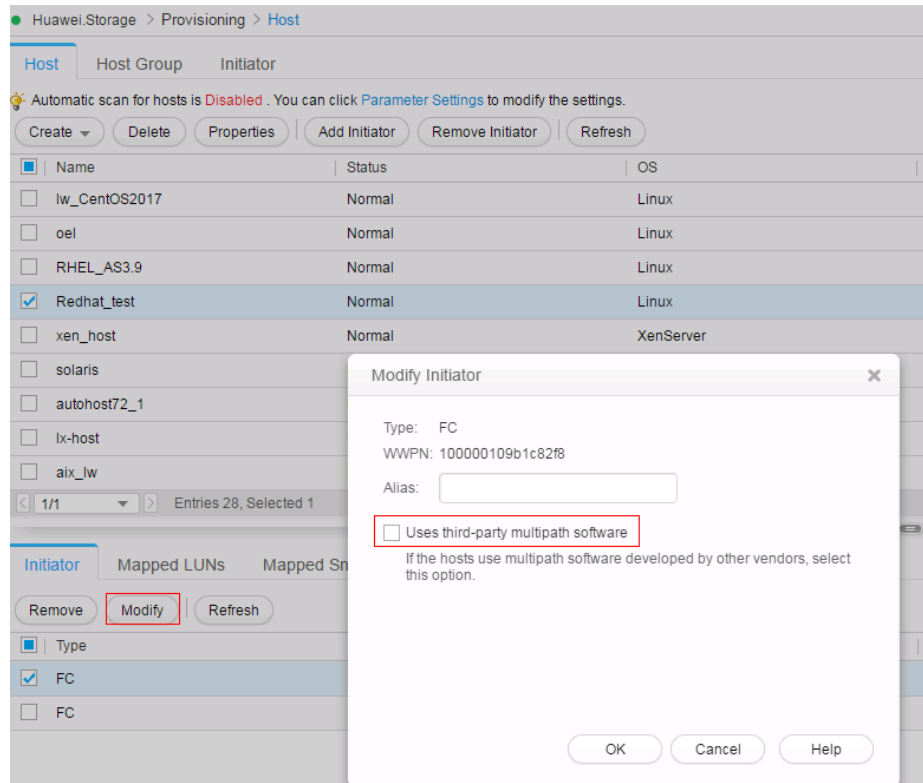 Huawei.Storage > Provisioning > Host
Host Host Group Initiator
Automatic scan for hosts is Disabled . You can click Parameter Settings to modify the settings.
Create Delete Properties Add Initiator Remove Initiator Refresh
Name Status OS
lw_CentOS2017 Normal Linux
oel Normal Linux
RHEL_AS3.9 Normal Linux
Redhat_test Normal Linux
xen_host Normal XenServer
solaris
autohost72_1
lx-host
aix_lw
1/1 Entries 28, Selected 1
Initiator Mapped LUNs Mapped Sn
Remove Modify Refresh
Type
FC
FC
Modify Initiator
Type: FC
WWPN: 100000109b1c82f8
Alias:
Uses third-party multipath software
If the hosts use multipath software developed by other vendors, select
this option.
OK Cancel Help